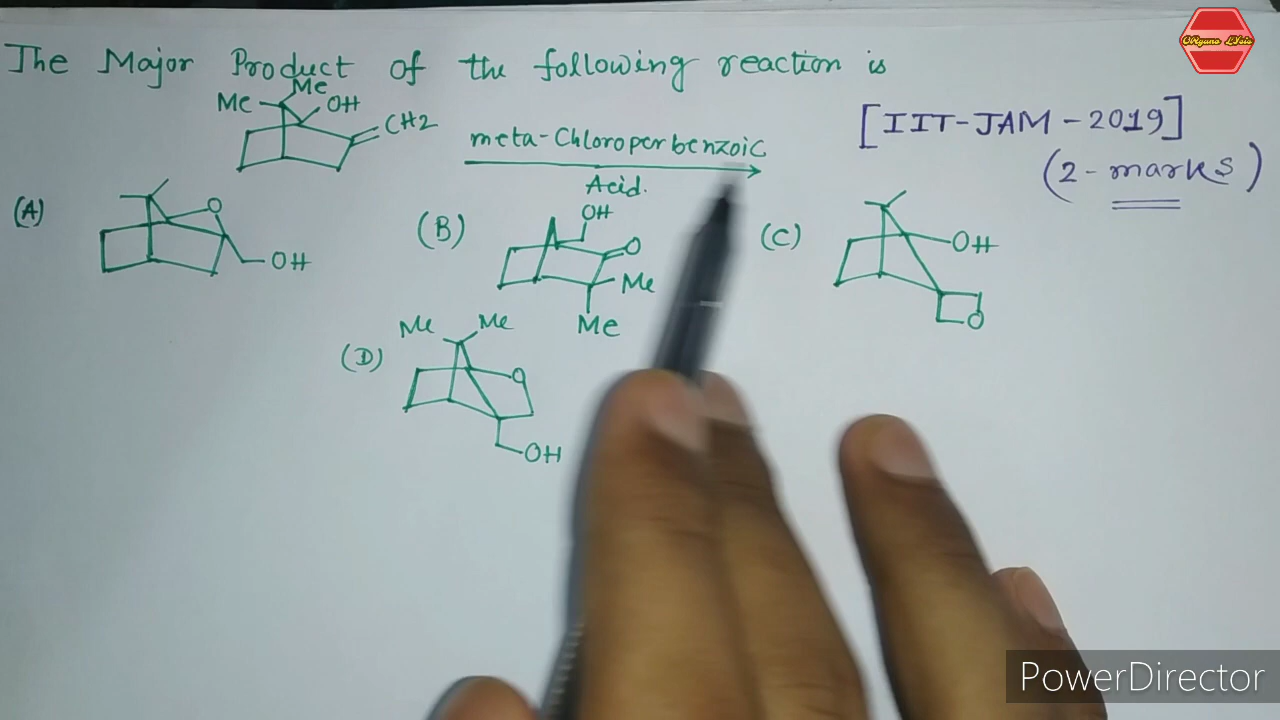 The Major Product of the following reaction is
Me
Me
OH
CH2
meta-Chloroperbenzoic
Acid.
[IIT-JAM-2019]
(2-marks)
(A)
O
OH
(B)
OH
O
Me
Me
(C)
OH
O
(D)
Me
Me
O
OH
PowerDirector